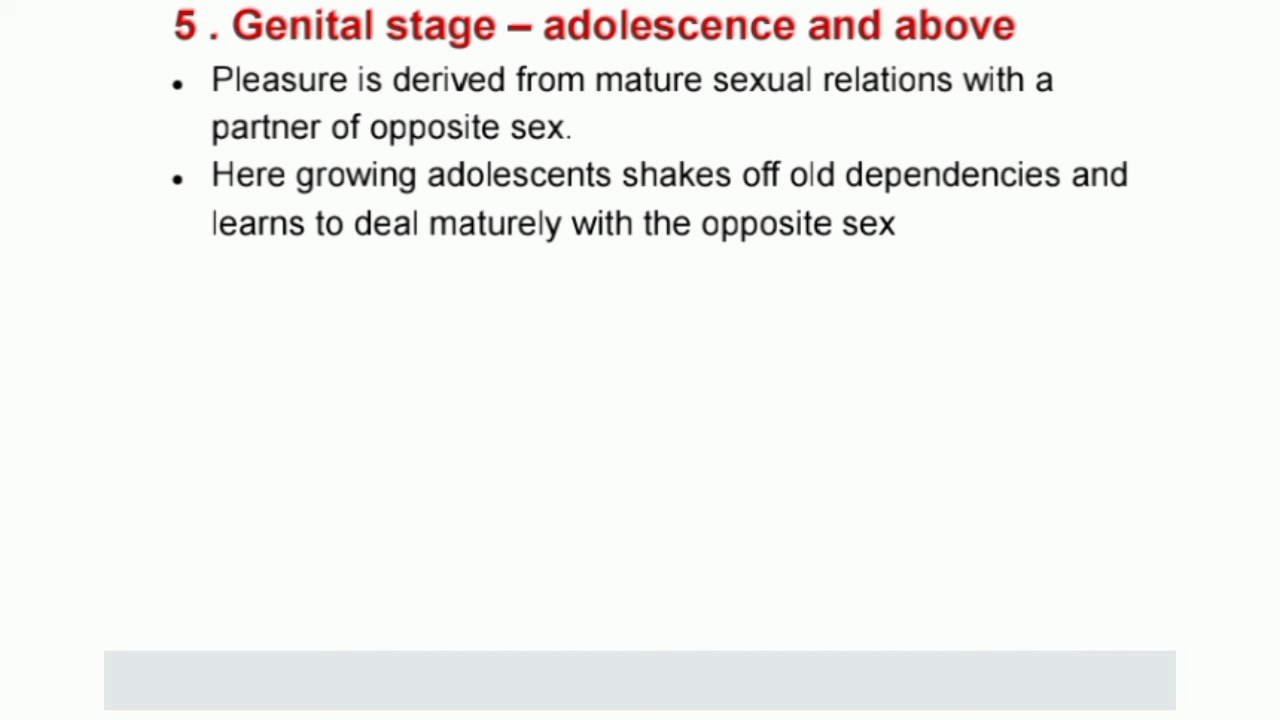 5 . Genital stage – adolescence and above
• Pleasure is derived from mature sexual relations with a
partner of opposite sex.
• Here growing adolescents shakes off old dependencies and
learns to deal maturely with the opposite sex